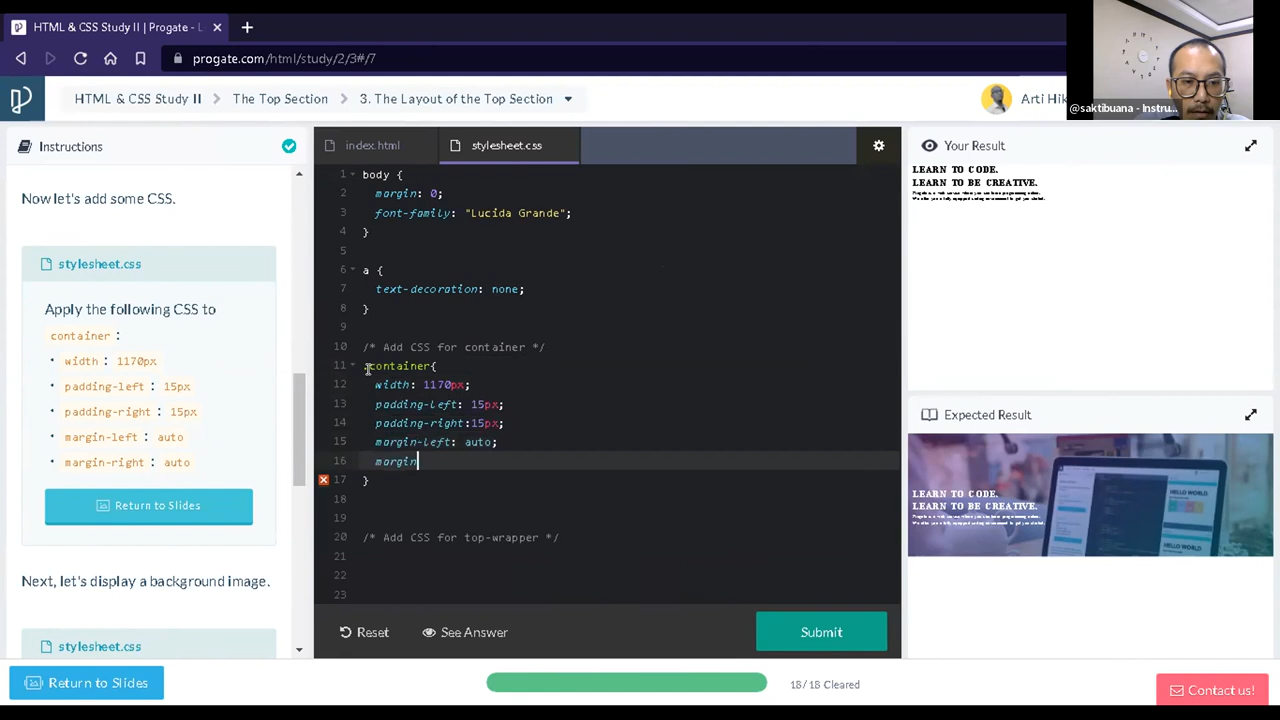 HTML & CSS Study II | Progate - L
progate.com/html/study/2/3#/7
@saktibuana - Instru...
HTML & CSS Study II
The Top Section
3. The Layout of the Top Section
Arti Hik
Instructions
Now let's add some CSS.
stylesheet.css
Apply the following CSS to
container :
• width : 1170px
• padding-left : 15px
• padding-right : 15px
• margin-left : auto
• margin-right : auto
Return to Slides
Next, let's display a background image.
stylesheet.css
index.html
stylesheet.css
1 body {
2 margin: 0;
3 font-family: "Lucida Grande";
4 }
5
6 a {
7 text-decoration: none;
8 }
9
10 /* Add CSS for container */
11 .container{
12 width: 1170px;
13 padding-left: 15px;
14 padding-right:15px;
15 margin-left: auto;
16 margin
17 }
18
19
20 /* Add CSS for top-wrapper */
21
22
23
Reset
See Answer
Submit
Your Result
LEARN TO CODE.
LEARN TO BE CREATIVE.
Expected Result
LEARN TO CODE.
LEARN TO BE CREATIVE.
HELLO WORLD.
Return to Slides
18/ 18 Cleared
Contact us!